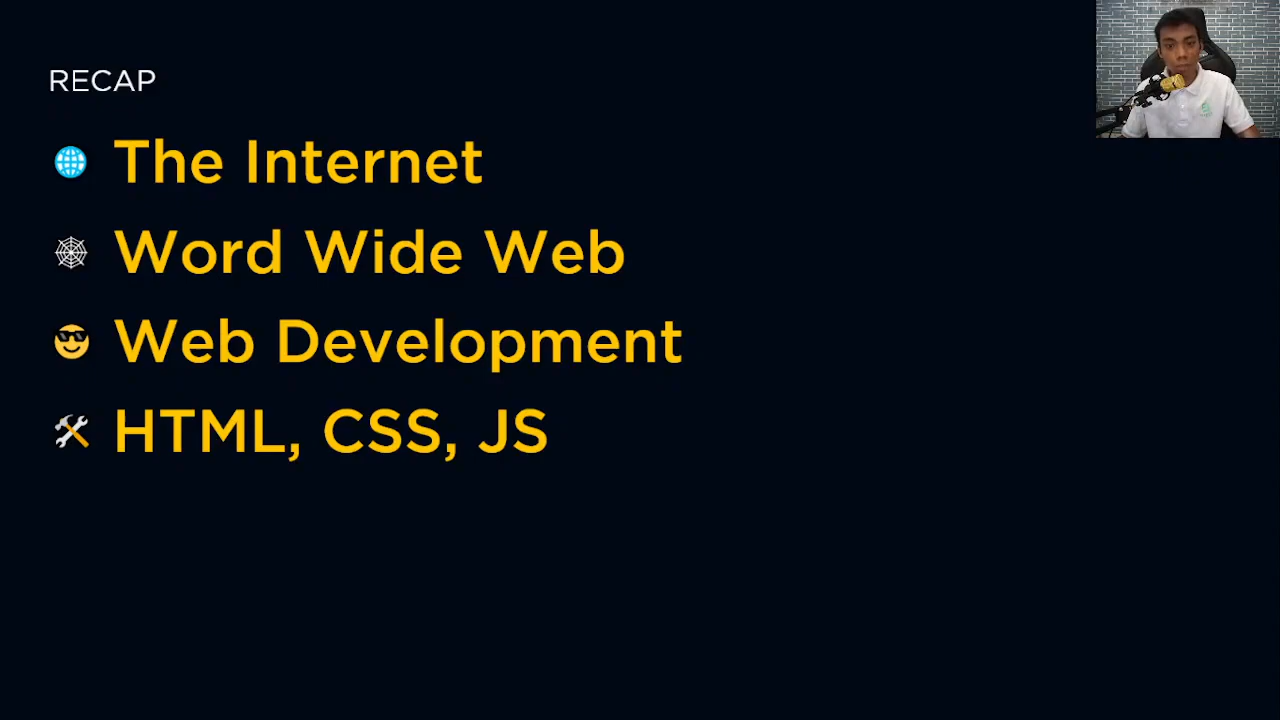 RECAP
The Internet
Word Wide Web
Web Development
HTML, CSS, JS